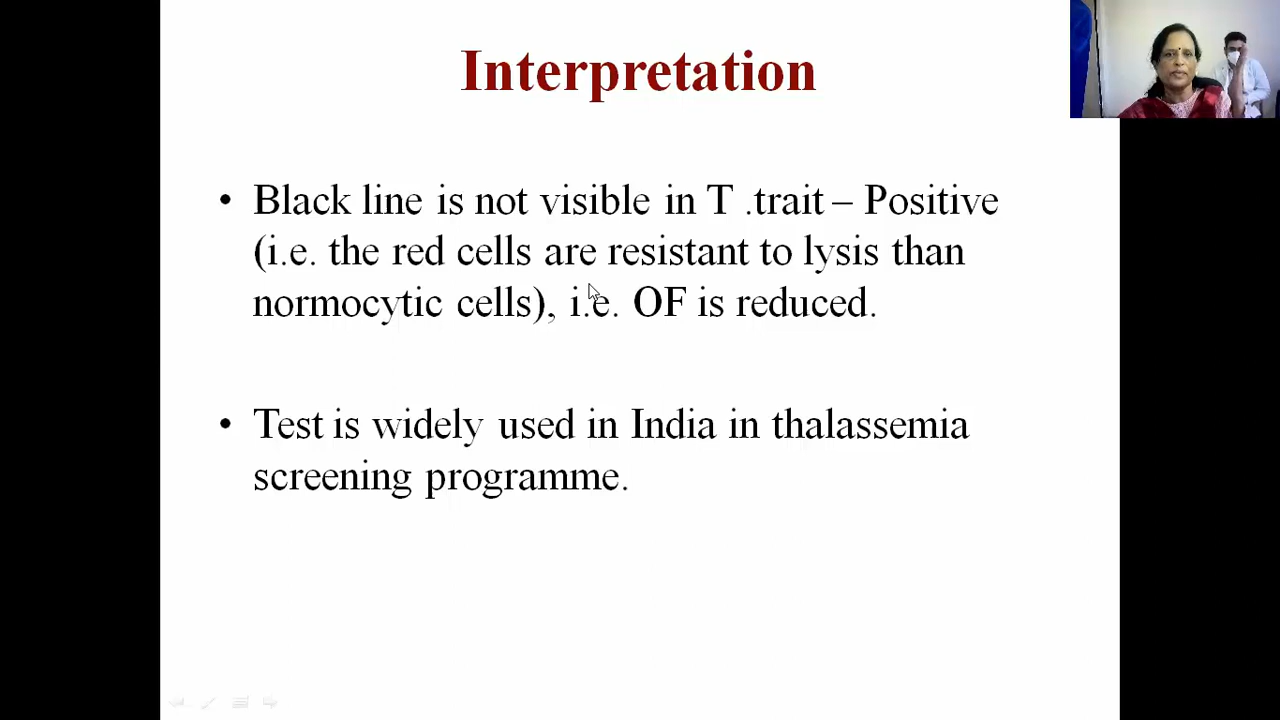 Interpretation
• Black line is not visible in T .trait – Positive
(i.e. the red cells are resistant to lysis than
normocytic cells), i.e. OF is reduced.
• Test is widely used in India in thalassemia
screening programme.